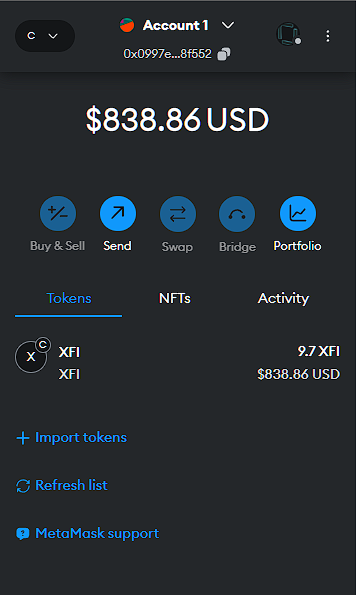 C
Account 1
0x0997e...8f552
$838.86 USD
Buy & Sell
Send
Swap
Bridge
Portfolio
Tokens
NFTs
Activity
X
C
XFI
9.7 XFI
XFI
$838.86 USD
Import tokens
Refresh list
MetaMask support